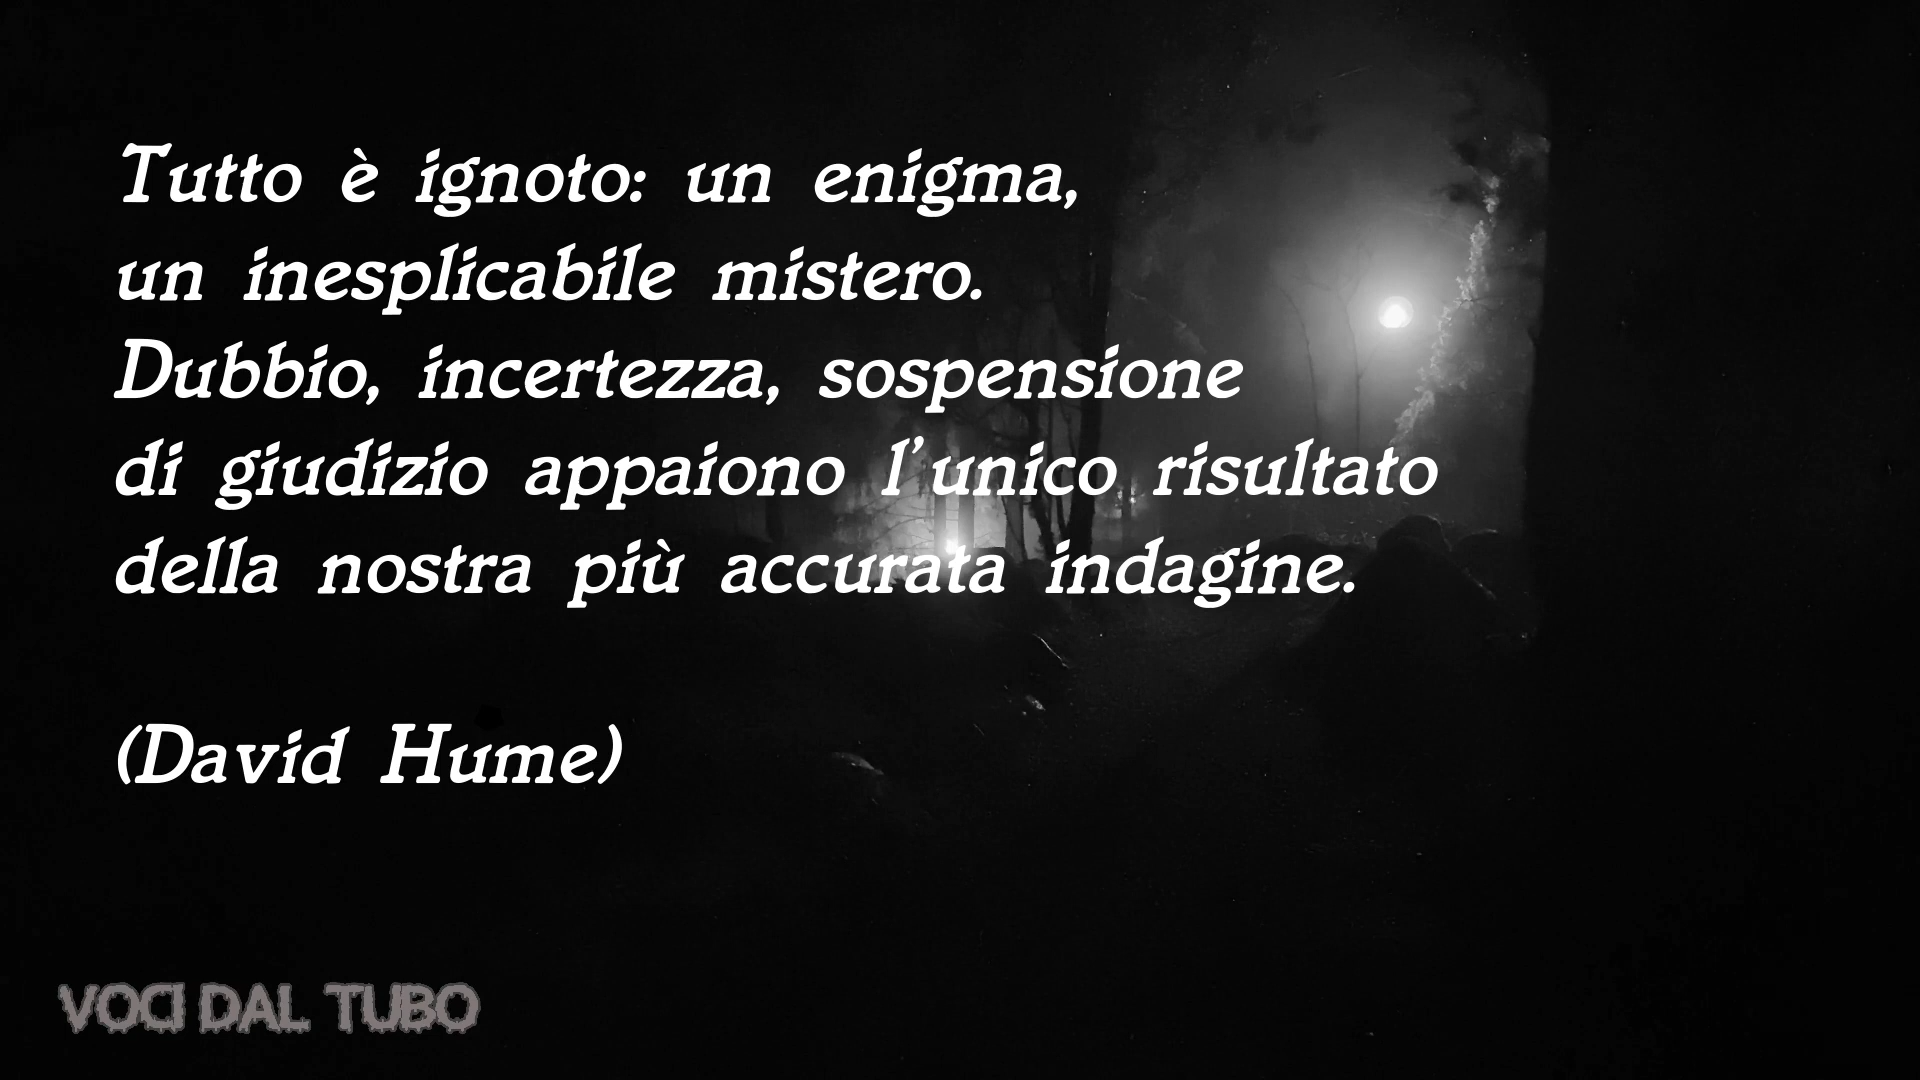 Tutto è ignoto: un enigma,
un inesplicabile mistero.
Dubbio, incertezza, sospensione
di giudizio appaiono l'unico risultato
della nostra più accurata indagine.
(David Hume)
VOCI DAL TUBO